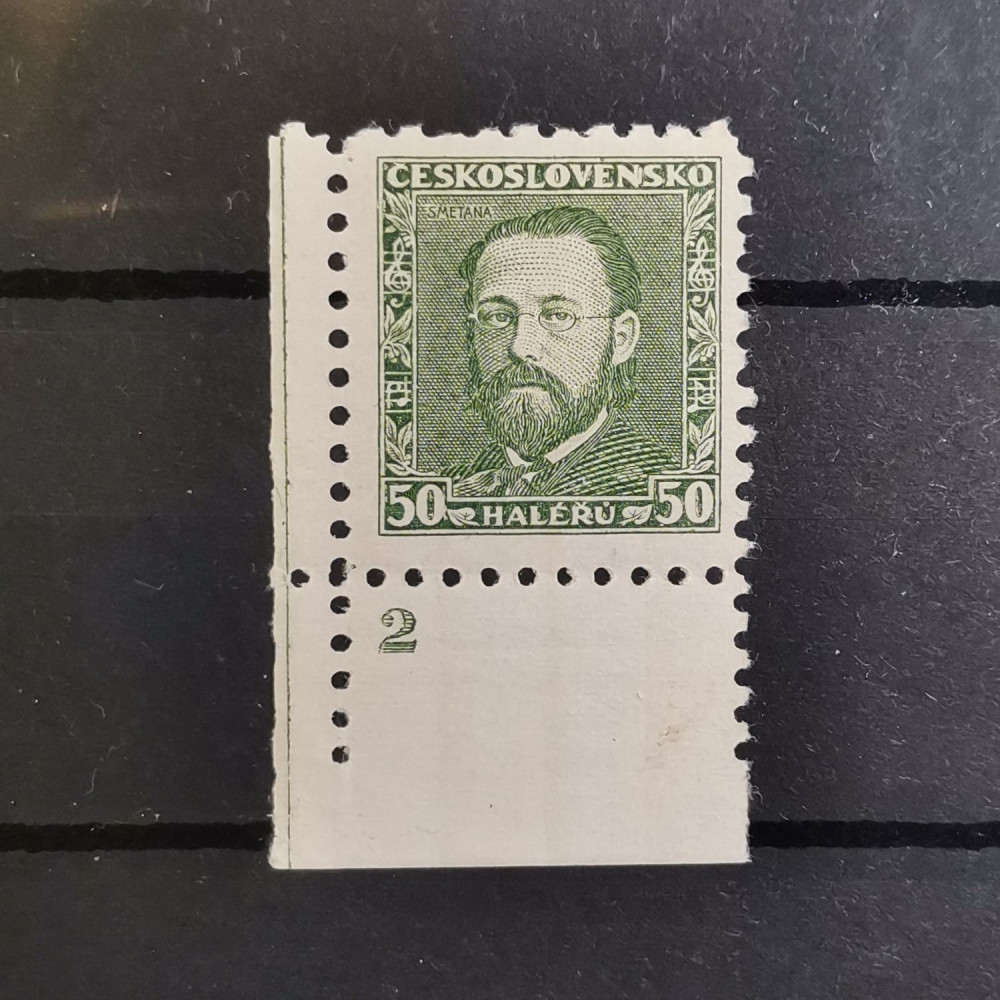 ČESKOSLOVENSKO
SMETANA
50 HALÉŘŮ 50
2